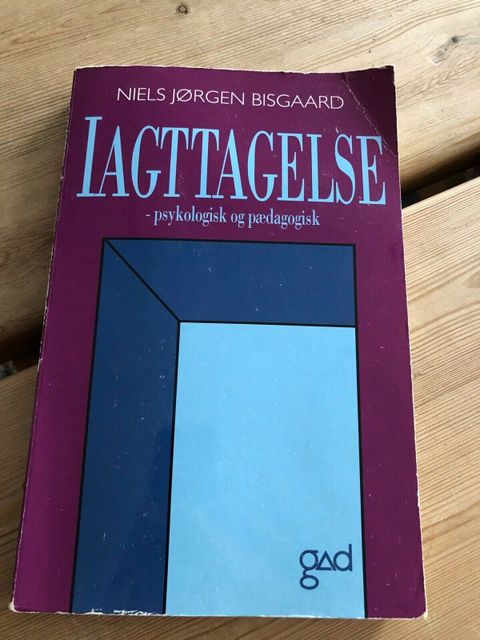 NIELS JØRGEN BISGAARD
IAGTTAGELSE
- psykologisk og pædagogisk
gad